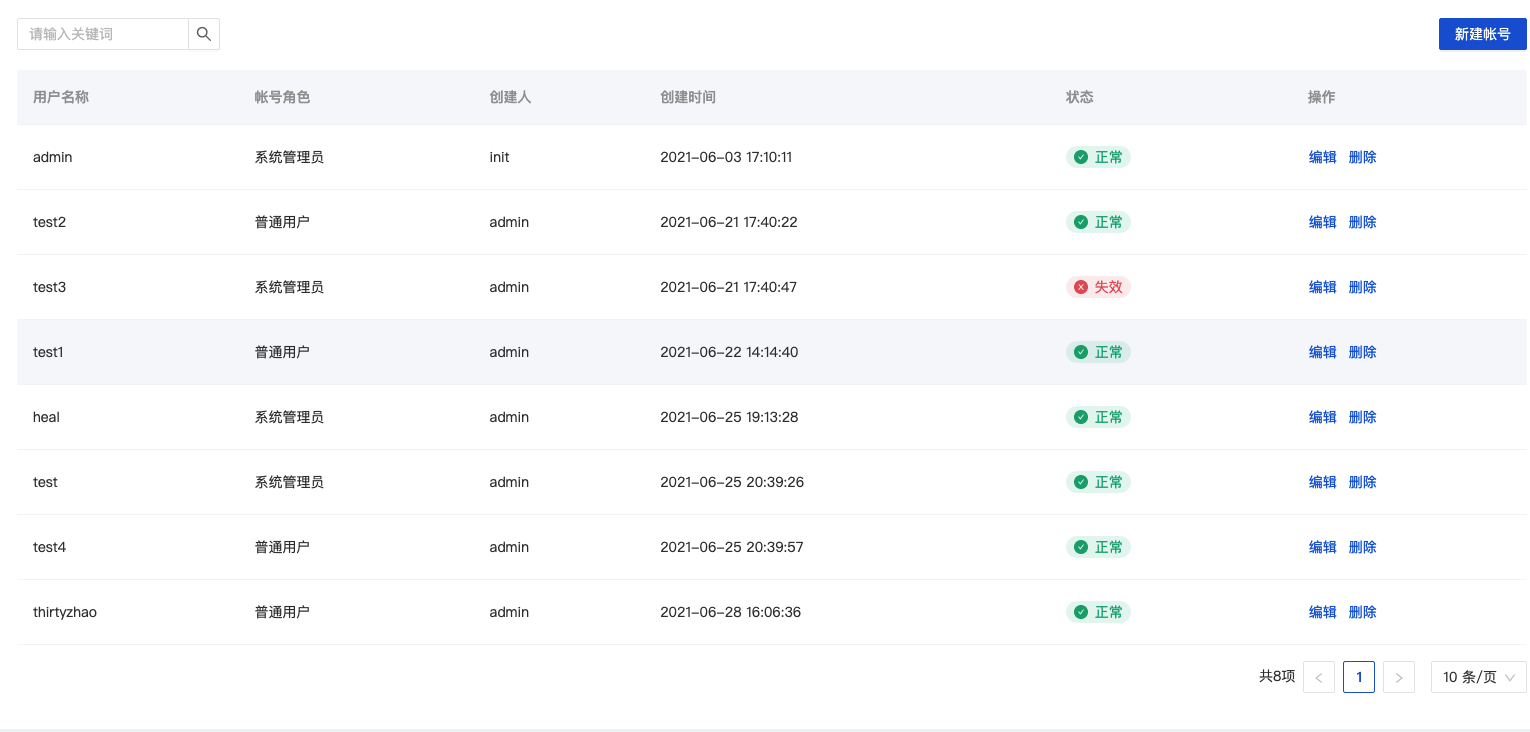 请输入关键词 新建帐号
用户名称 帐号角色 创建人 创建时间 状态 操作
admin 系统管理员 init 2021-06-03 17:10:11 正常 编辑 删除
test2 普通用户 admin 2021-06-21 17:40:22 正常 编辑 删除
test3 系统管理员 admin 2021-06-21 17:40:47 失效 编辑 删除
test1 普通用户 admin 2021-06-22 14:14:40 正常 编辑 删除
heal 系统管理员 admin 2021-06-25 19:13:28 正常 编辑 删除
test 系统管理员 admin 2021-06-25 20:39:26 正常 编辑 删除
test4 普通用户 admin 2021-06-25 20:39:57 正常 编辑 删除
thirtyzhao 普通用户 admin 2021-06-28 16:06:36 正常 编辑 删除
共8项 < 1 > 10 条/页